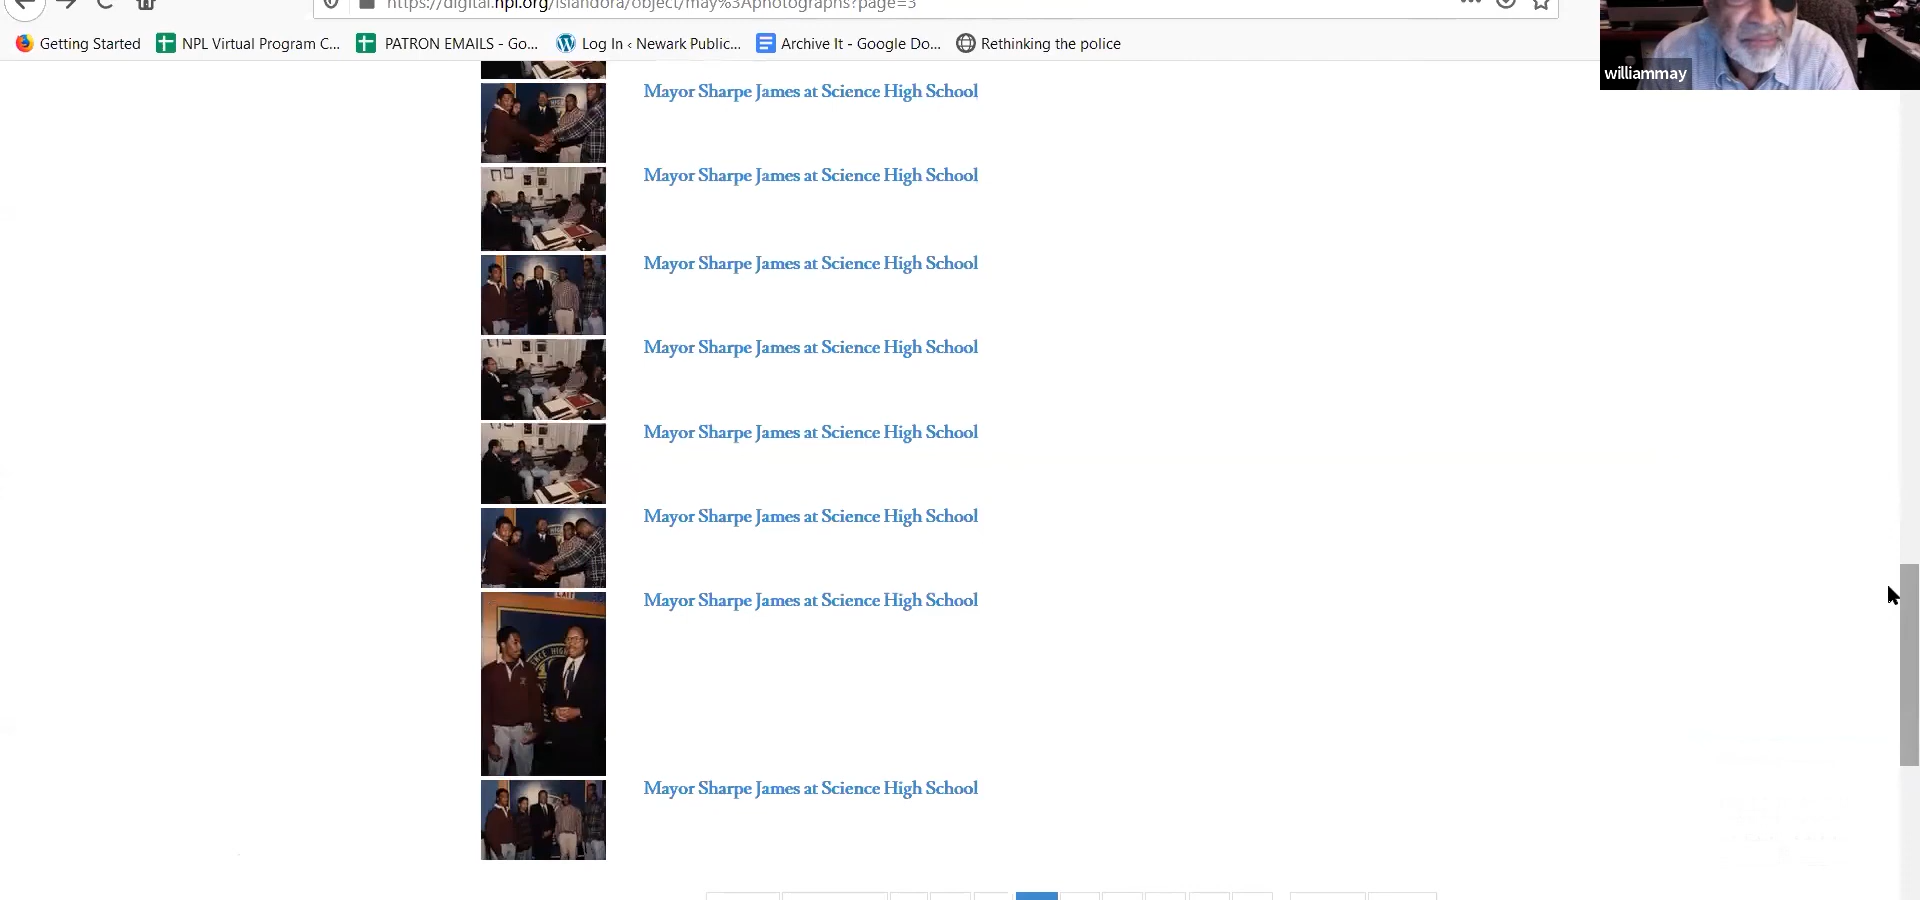 https://digital.npl.org/islandora/object/may%3Aphotographs?page=3
Getting Started NPL Virtual Program C... PATRON EMAILS - Go... Log In ‹ Newark Public... Archive It - Google Do... Rethinking the police
williammay
Mayor Sharpe James at Science High School
Mayor Sharpe James at Science High School
Mayor Sharpe James at Science High School
Mayor Sharpe James at Science High School
Mayor Sharpe James at Science High School
Mayor Sharpe James at Science High School
Mayor Sharpe James at Science High School
Mayor Sharpe James at Science High School